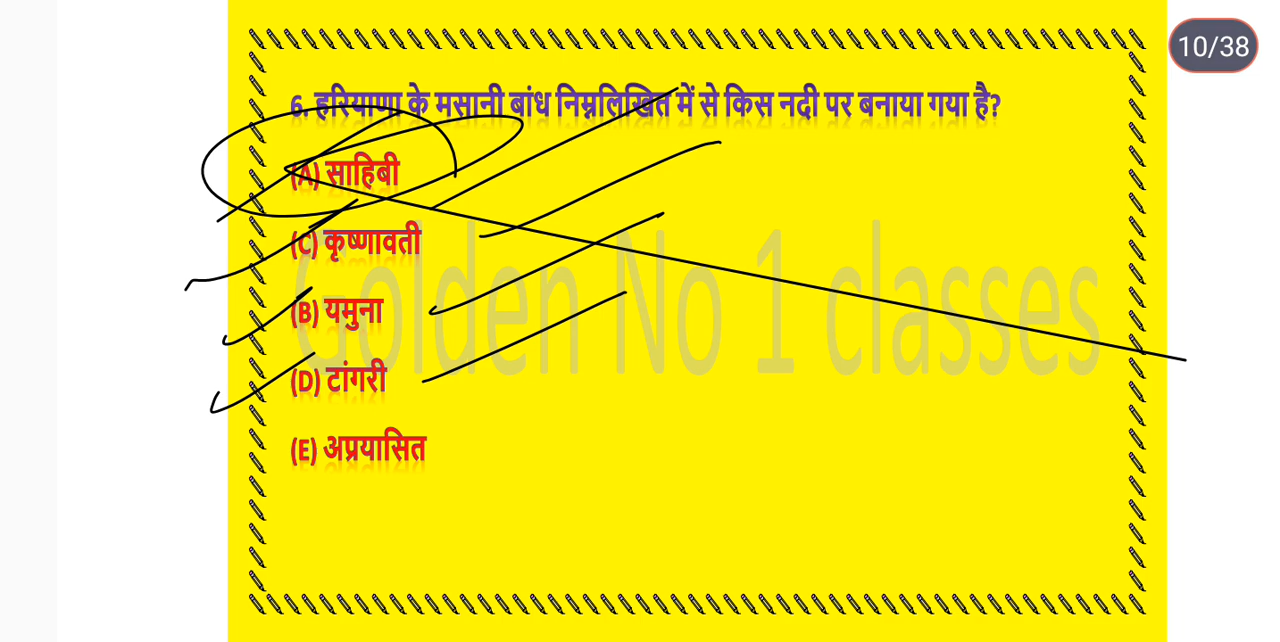 10/38
6. हरियाणा के मसानी बांध निम्नलिखित में से किस नदी पर बनाया गया है?
(A) साहिबी
(C) कृष्णावती
(B) यमुना
(D) टांगरी
(E) अप्रयासित
Golden No 1 classes